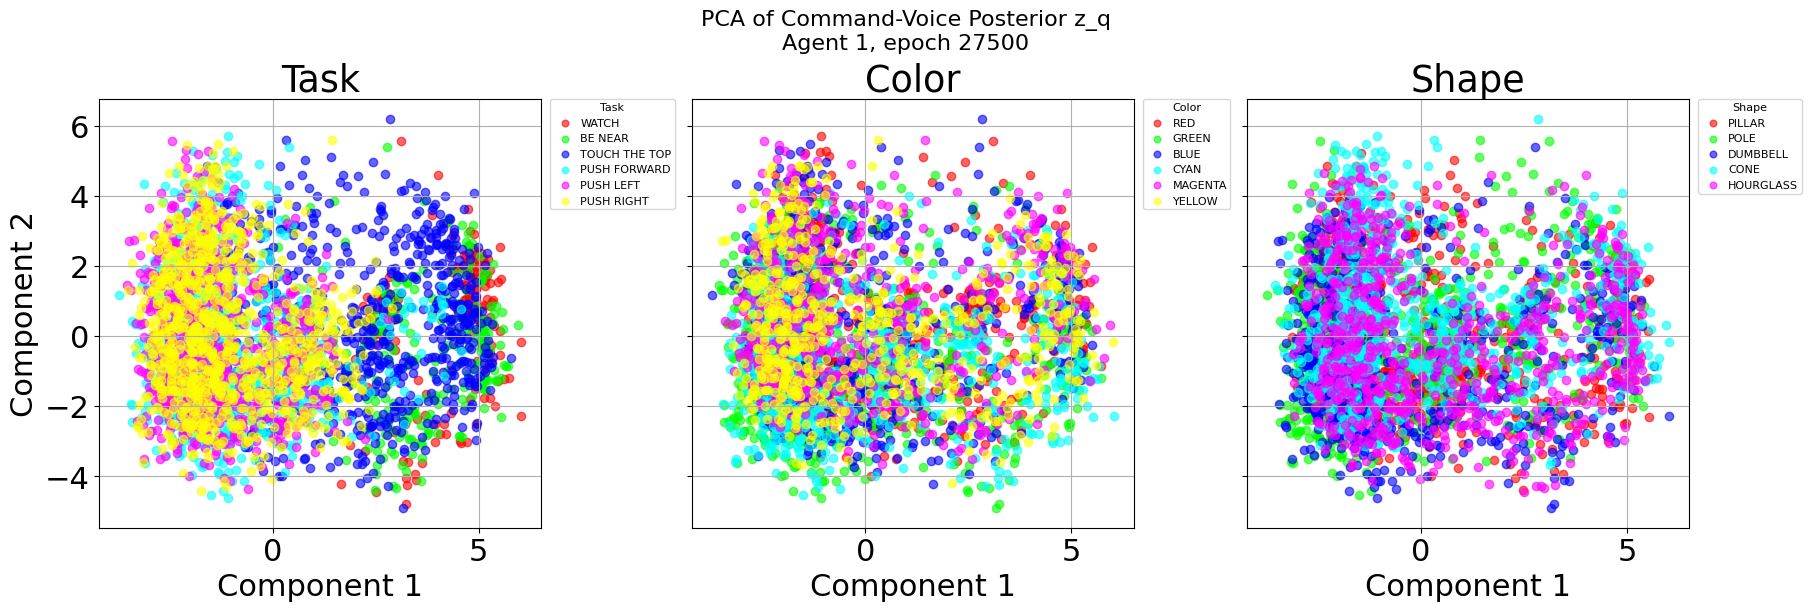 PCA of Command-Voice Posterior z_q
Agent 1, epoch 27500
Task
Component 2
6
4
2
0
−2
−4
0
5
Component 1
Task
WATCH
BE NEAR
TOUCH THE TOP
PUSH FORWARD
PUSH LEFT
PUSH RIGHT
Color
0
5
Component 1
Color
RED
GREEN
BLUE
CYAN
MAGENTA
YELLOW
Shape
0
5
Component 1
Shape
PILLAR
POLE
DUMBBELL
CONE
HOURGLASS